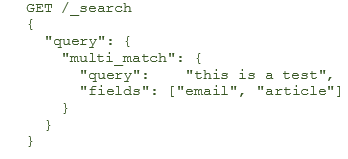 GET /_search
{
  "query": {
    "multi_match": {
      "query":    "this is a test",
      "fields": ["email", "article"]
    }
  }
}